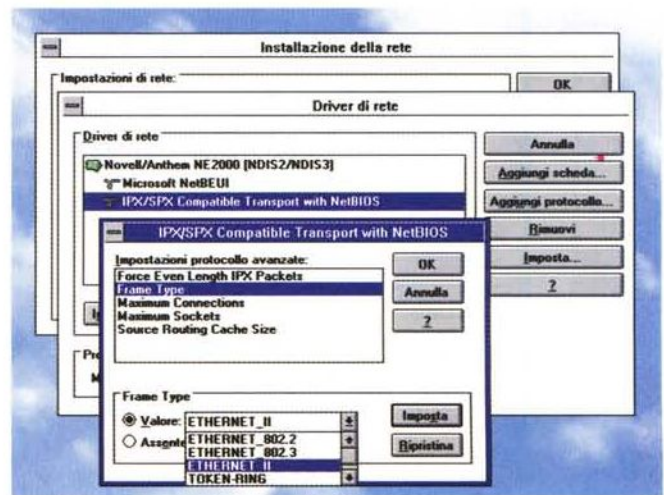 Installazione della rete
Impostazioni di rete:
OK
Driver di rete
Driver di rete
Novell/Anthem NE2000 [NDIS2/NDIS3]
Microsoft NetBEUI
IPX/SPX Compatible Transport with NetBIOS
Annulla
Aggiungi scheda...
Aggiungi protocollo...
Rimuovi
Imposta...
?
IPX/SPX Compatible Transport with NetBIOS
Impostazioni protocollo avanzate:
Force Even Length IPX Packets
Frame Type
Maximum Connections
Maximum Sockets
Source Routing Cache Size
OK
Annulla
?
Frame Type
Valore:
ETHERNET_II
Assente
ETHERNET_802.2
ETHERNET_802.3
ETHERNET_II
TOKEN-RING
Imposta
Ripristina